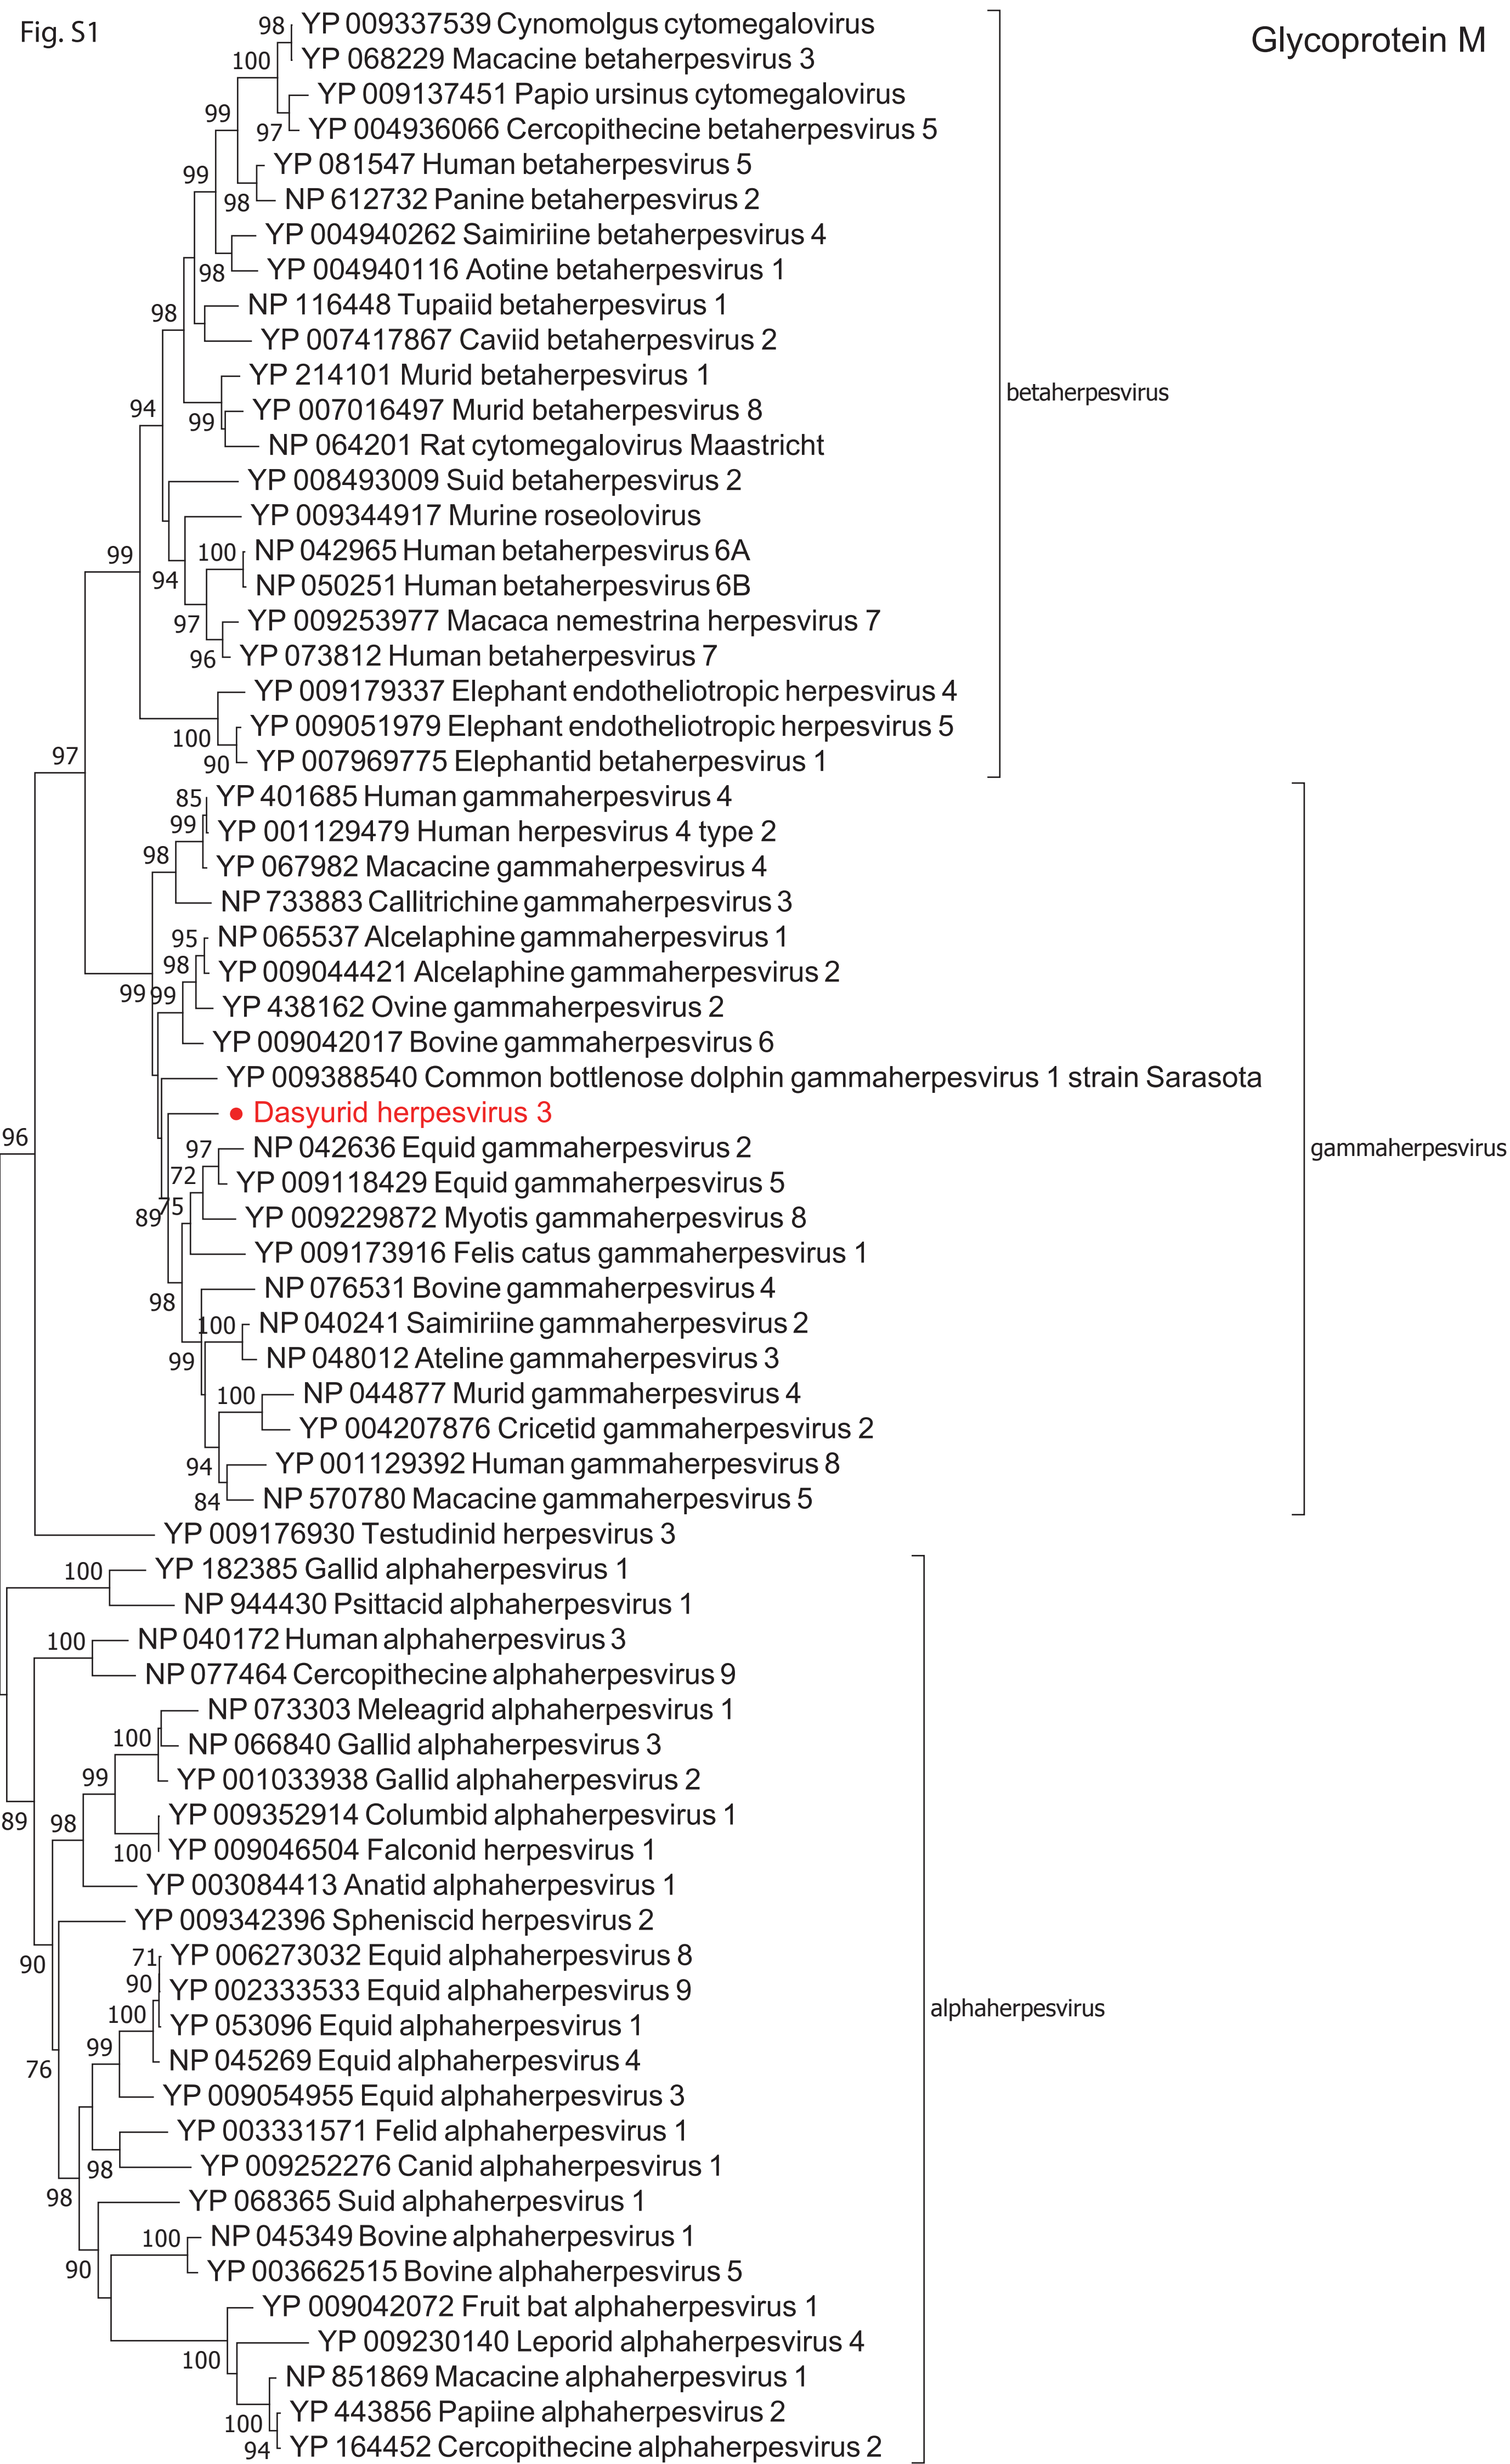 Fig. S1
Glycoprotein M
98
YP 009337539 Cynomolgus cytomegalovirus
100
YP 068229 Macacine betaherpesvirus 3
YP 009137451 Papio ursinus cytomegalovirus
99
97
YP 004936066 Cercopithecine betaherpesvirus 5
YP 081547 Human betaherpesvirus 5
99
98
NP 612732 Panine betaherpesvirus 2
YP 004940262 Saimiriine betaherpesvirus 4
98
YP 004940116 Aotine betaherpesvirus 1
NP 116448 Tupaiid betaherpesvirus 1
98
YP 007417867 Caviid betaherpesvirus 2
YP 214101 Murid betaherpesvirus 1
betaherpesvirus
94
YP 007016497 Murid betaherpesvirus 8
99
NP 064201 Rat cytomegalovirus Maastricht
YP 008493009 Suid betaherpesvirus 2
YP 009344917 Murine roseolovirus
99
100
NP 042965 Human betaherpesvirus 6A
94
NP 050251 Human betaherpesvirus 6B
97
YP 009253977 Macaca nemestrina herpesvirus 7
96
YP 073812 Human betaherpesvirus 7
YP 009179337 Elephant endotheliotropic herpesvirus 4
100
YP 009051979 Elephant endotheliotropic herpesvirus 5
97
90
YP 007969775 Elephantid betaherpesvirus 1
85
YP 401685 Human gammaherpesvirus 4
99
YP 001129479 Human herpesvirus 4 type 2
98
YP 067982 Macacine gammaherpesvirus 4
NP 733883 Callitrichine gammaherpesvirus 3
95
NP 065537 Alcelaphine gammaherpesvirus 1
98
YP 009044421 Alcelaphine gammaherpesvirus 2
99
99
YP 438162 Ovine gammaherpesvirus 2
YP 009042017 Bovine gammaherpesvirus 6
YP 009388540 Common bottlenose dolphin gammaherpesvirus 1 strain Sarasota
Dasyurid herpesvirus 3
96
97
NP 042636 Equid gammaherpesvirus 2
gammaherpesvirus
72
YP 009118429 Equid gammaherpesvirus 5
75
89
YP 009229872 Myotis gammaherpesvirus 8
YP 009173916 Felis catus gammaherpesvirus 1
98
NP 076531 Bovine gammaherpesvirus 4
100
NP 040241 Saimiriine gammaherpesvirus 2
99
NP 048012 Ateline gammaherpesvirus 3
100
NP 044877 Murid gammaherpesvirus 4
YP 004207876 Cricetid gammaherpesvirus 2
94
YP 001129392 Human gammaherpesvirus 8
84
NP 570780 Macacine gammaherpesvirus 5
YP 009176930 Testudinid herpesvirus 3
100
YP 182385 Gallid alphaherpesvirus 1
NP 944430 Psittacid alphaherpesvirus 1
100
NP 040172 Human alphaherpesvirus 3
NP 077464 Cercopithecine alphaherpesvirus 9
NP 073303 Meleagrid alphaherpesvirus 1
100
NP 066840 Gallid alphaherpesvirus 3
99
YP 001033938 Gallid alphaherpesvirus 2
89
98
YP 009352914 Columbid alphaherpesvirus 1
100
YP 009046504 Falconid herpesvirus 1
YP 003084413 Anatid alphaherpesvirus 1
YP 009342396 Spheniscid herpesvirus 2
90
71
YP 006273032 Equid alphaherpesvirus 8
90
YP 002333533 Equid alphaherpesvirus 9
alphaherpesvirus
100
YP 053096 Equid alphaherpesvirus 1
99
NP 045269 Equid alphaherpesvirus 4
76
YP 009054955 Equid alphaherpesvirus 3
YP 003331571 Felid alphaherpesvirus 1
98
YP 009252276 Canid alphaherpesvirus 1
98
YP 068365 Suid alphaherpesvirus 1
100
NP 045349 Bovine alphaherpesvirus 1
90
YP 003662515 Bovine alphaherpesvirus 5
YP 009042072 Fruit bat alphaherpesvirus 1
100
YP 009230140 Leporid alphaherpesvirus 4
NP 851869 Macacine alphaherpesvirus 1
100
YP 443856 Papiine alphaherpesvirus 2
94
YP 164452 Cercopithecine alphaherpesvirus 2